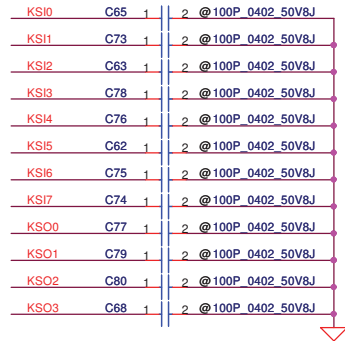 KSI0 C65 1 2 @100P_0402_50V8J
KSI1 C73 1 2 @100P_0402_50V8J
KSI2 C63 1 2 @100P_0402_50V8J
KSI3 C78 1 2 @100P_0402_50V8J
KSI4 C76 1 2 @100P_0402_50V8J
KSI5 C62 1 2 @100P_0402_50V8J
KSI6 C75 1 2 @100P_0402_50V8J
KSI7 C74 1 2 @100P_0402_50V8J
KSO0 C77 1 2 @100P_0402_50V8J
KSO1 C79 1 2 @100P_0402_50V8J
KSO2 C80 1 2 @100P_0402_50V8J
KSO3 C68 1 2 @100P_0402_50V8J